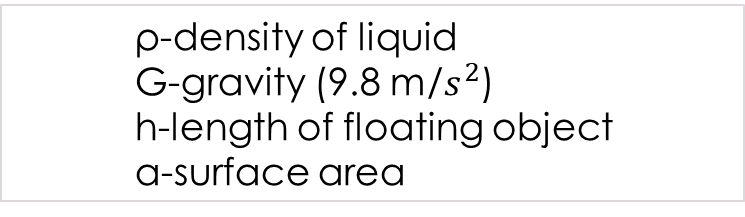 ρ-density of liquid
G-gravity (9.8 m/s²)
h-length of floating object
a-surface area